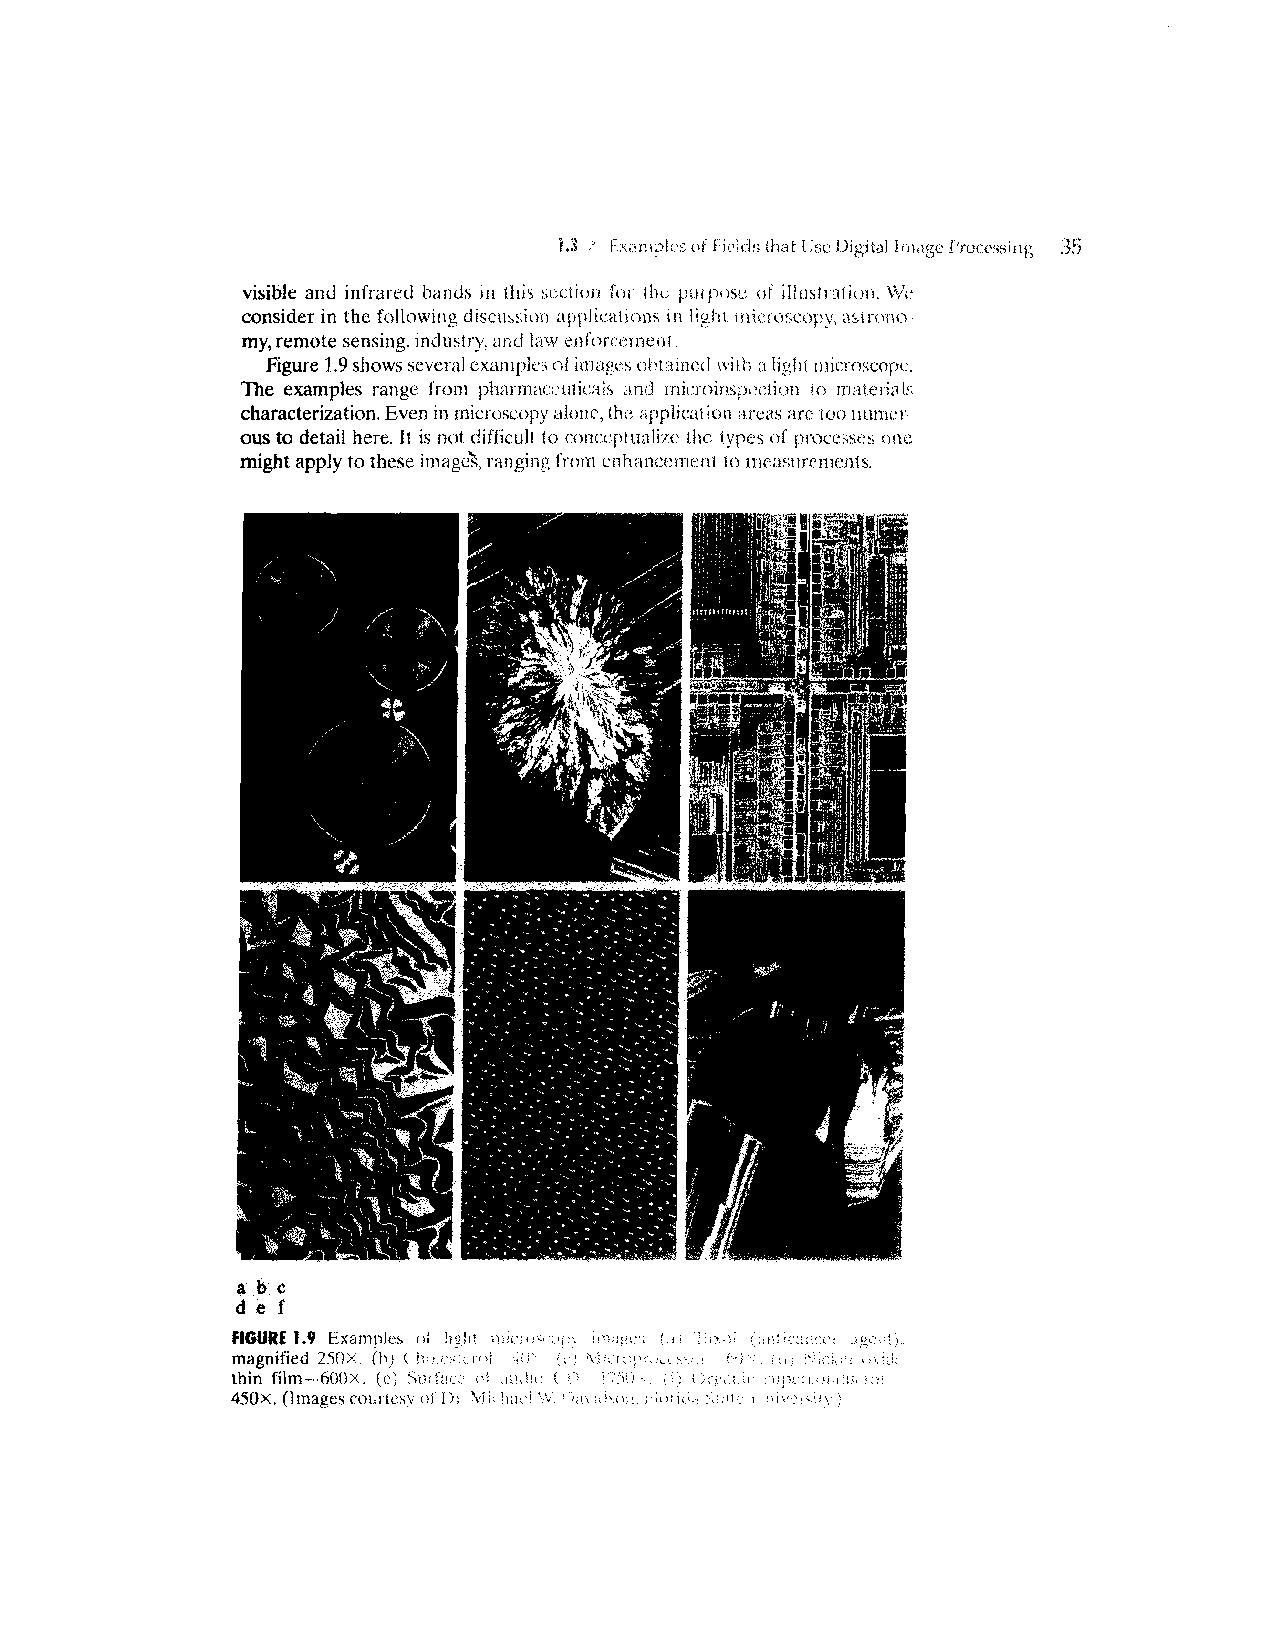 1.3 Examples of Fields that Use Digital Image Processing 35
visible and infrared bands in this section for the purpose of illustration. We
consider in the following discussion applications in light microscopy, astrono-
my, remote sensing, industry, and law enforcement.
Figure 1.9 shows several examples of images obtained with a light microscope.
The examples range from pharmaceuticals and microinspection to materials
characterization. Even in microscopy alone, the application areas are too numer-
ous to detail here. It is not difficult to conceptualize the types of processes one
might apply to these images, ranging from enhancement to measurements.
a b c
d e f
FIGURE 1.9 Examples of light microscopy images (a) Taxol (anticancer agent),
magnified 250×. (b) Cholesterol 40× (c) Microprocessor 60×. (d) Nickel oxide
thin film—600×. (e) Surface of audio CD 1750×. (f) Organic superconductor
450×. (Images courtesy of Dr. Michael W. Davidson, Florida State University.)